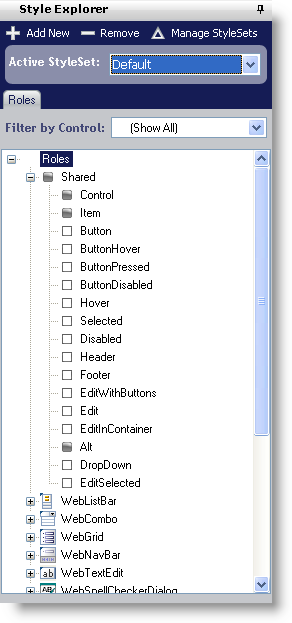 Style Explorer
Add New Remove Manage StyleSets
Active StyleSet: Default
Roles
Filter by Control: (Show All)
Roles
Shared
Control
Item
Button
ButtonHover
ButtonPressed
ButtonDisabled
Hover
Selected
Disabled
Header
Footer
EditWithButtons
Edit
EditInContainer
Alt
DropDown
EditSelected
WebListBar
WebCombo
WebGrid
WebNavBar
WebTextEdit
WebSpellCheckerDialog